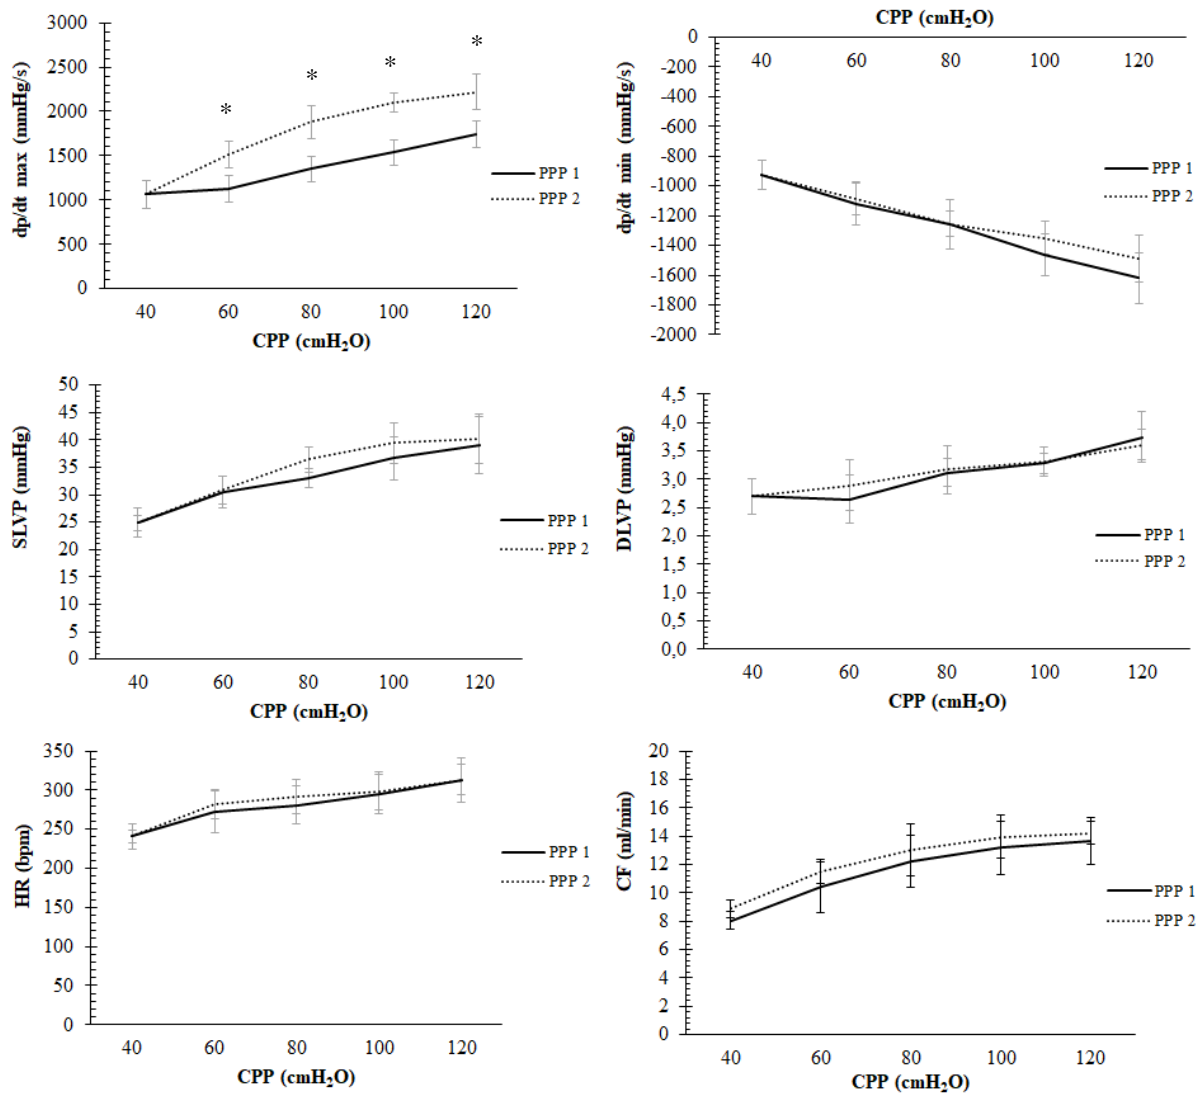 dp/dt max (mmHg/s)
3000
2500
2000
1500
1000
500
0
* * * * *
40 60 80 100 120
CPP (cmH₂O)
PPP 1
PPP 2
CPP (cmH₂O)
dp/dt min (mmHg/s)
0
-200
-400
-600
-800
-1000
-1200
-1400
-1600
-1800
-2000
40 60 80 100 120
PPP 1
PPP 2
SLVP (mmHg)
50
45
40
35
30
25
20
15
10
5
0
40 60 80 100 120
CPP (cmH₂O)
PPP 1
PPP 2
DLVP (mmHg)
4,5
4,0
3,5
3,0
2,5
2,0
1,5
1,0
0,5
0,0
40 60 80 100 120
CPP (cmH₂O)
PPP 1
PPP 2
HR (bpm)
350
300
250
200
150
100
50
0
40 60 80 100 120
CPP (cmH₂O)
PPP 1
PPP 2
CF (ml/min)
20
18
16
14
12
10
8
6
4
2
0
40 60 80 100 120
CPP (cmH₂O)
PPP 1
PPP 2